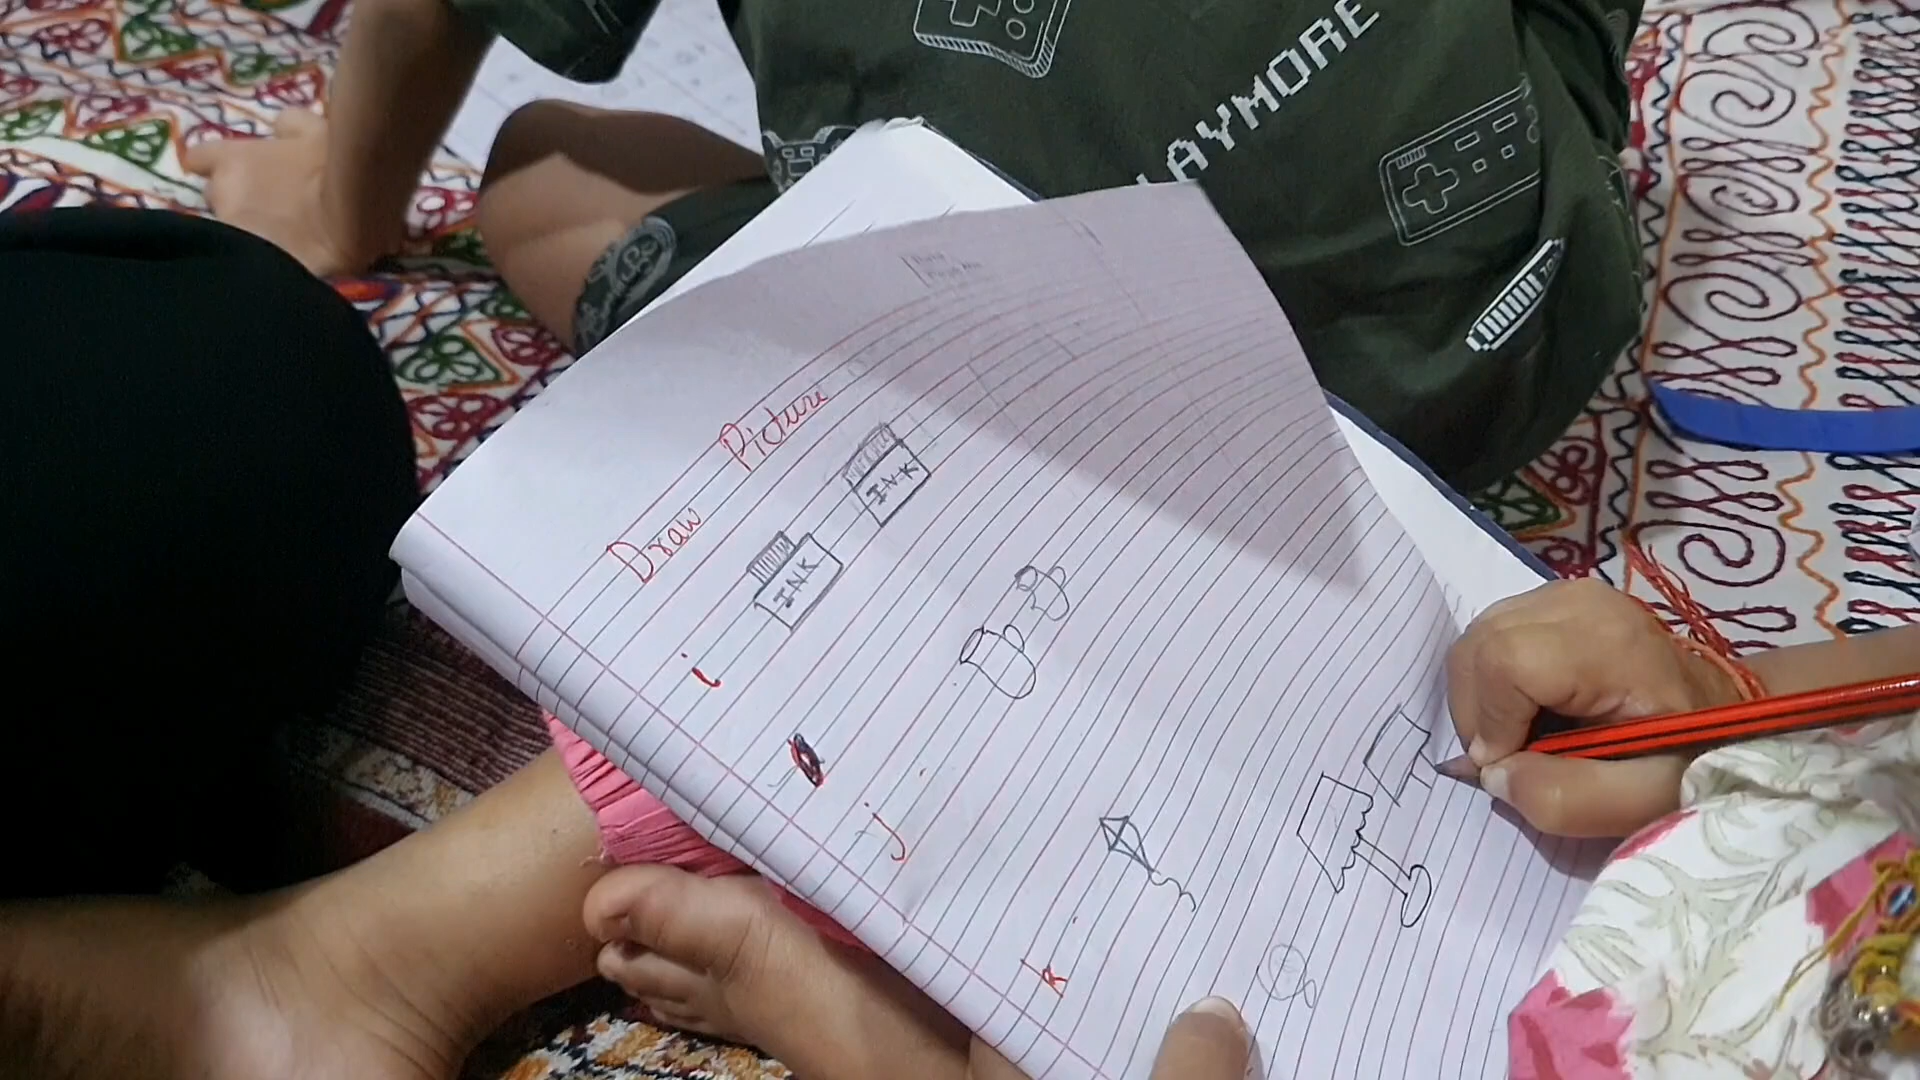 LAYMORE
Draw Picture
i
INK
INK
j
k